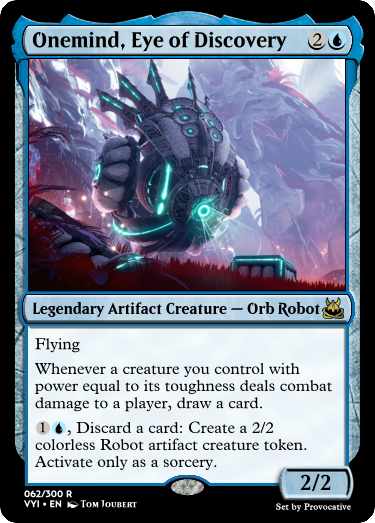 Onemind, Eye of Discovery 2
Legendary Artifact Creature — Orb Robot
Flying
Whenever a creature you control with
power equal to its toughness deals combat
damage to a player, draw a card.
1, Discard a card: Create a 2/2
colorless Robot artifact creature token.
Activate only as a sorcery.
2/2
062/300 R
VYI • EN Tom Joubert
Set by Provocative